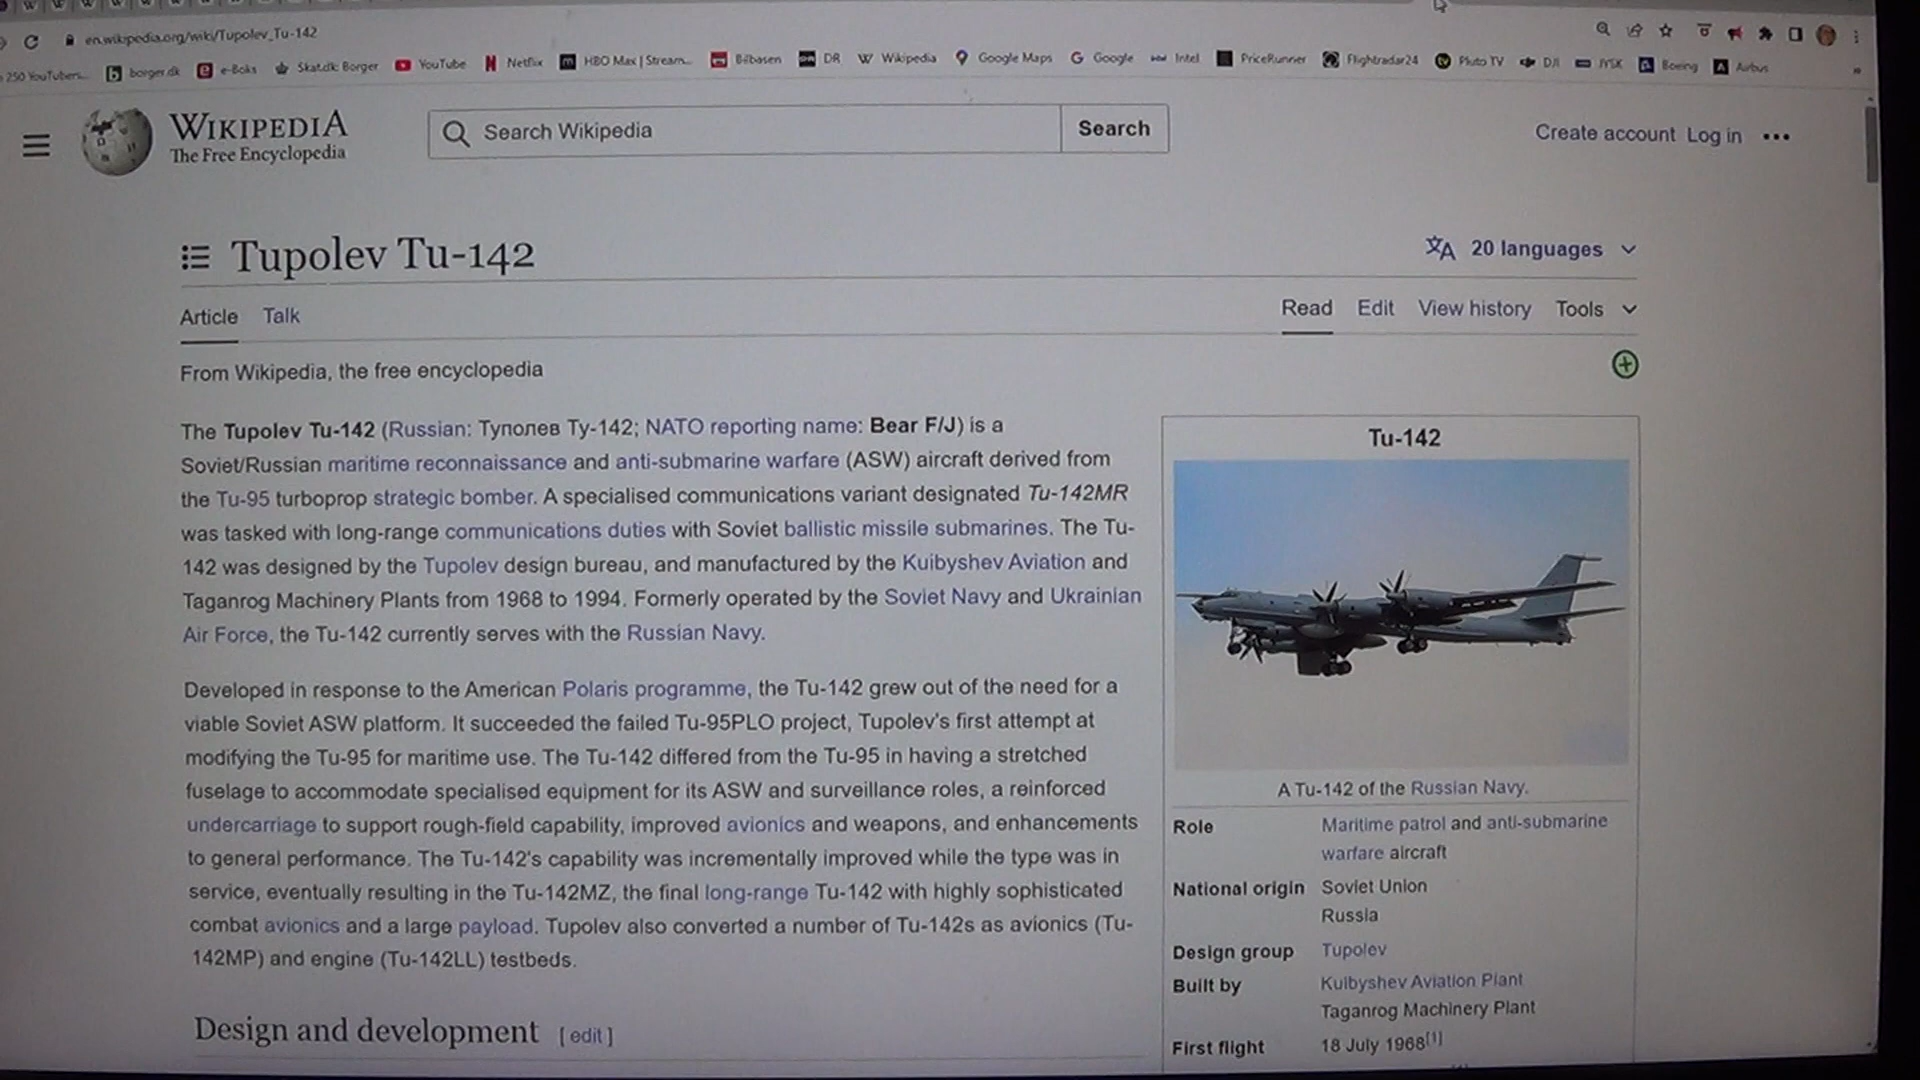 en.wikipedia.org/wiki/Tupolev_Tu-142
250 YouTubers... borger.dk e-Boks Skat.dk: Borger YouTube Netflix HBO Max | Stream... Bilbasen DR Wikipedia Google Maps Google Intel PriceRunner Flightradar24 Pluto TV DJI JYSK Boeing Airbus
WIKIPEDIA
The Free Encyclopedia
Search Wikipedia
Search
Create account Log in
Tupolev Tu-142
20 languages
Article Talk
Read Edit View history Tools
From Wikipedia, the free encyclopedia
The Tupolev Tu-142 (Russian: Туполев Ту-142; NATO reporting name: Bear F/J) is a
Soviet/Russian maritime reconnaissance and anti-submarine warfare (ASW) aircraft derived from
the Tu-95 turboprop strategic bomber. A specialised communications variant designated Tu-142MR
was tasked with long-range communications duties with Soviet ballistic missile submarines. The Tu-
142 was designed by the Tupolev design bureau, and manufactured by the Kuibyshev Aviation and
Taganrog Machinery Plants from 1968 to 1994. Formerly operated by the Soviet Navy and Ukrainian
Air Force, the Tu-142 currently serves with the Russian Navy.
Developed in response to the American Polaris programme, the Tu-142 grew out of the need for a
viable Soviet ASW platform. It succeeded the failed Tu-95PLO project, Tupolev's first attempt at
modifying the Tu-95 for maritime use. The Tu-142 differed from the Tu-95 in having a stretched
fuselage to accommodate specialised equipment for its ASW and surveillance roles, a reinforced
undercarriage to support rough-field capability, improved avionics and weapons, and enhancements
to general performance. The Tu-142's capability was incrementally improved while the type was in
service, eventually resulting in the Tu-142MZ, the final long-range Tu-142 with highly sophisticated
combat avionics and a large payload. Tupolev also converted a number of Tu-142s as avionics (Tu-
142MP) and engine (Tu-142LL) testbeds.
Design and development [ edit ]
Tu-142
A Tu-142 of the Russian Navy.
Role Maritime patrol and anti-submarine
warfare aircraft
National origin Soviet Union
Russia
Design group Tupolev
Built by Kuibyshev Aviation Plant
Taganrog Machinery Plant
First flight 18 July 1968[1]